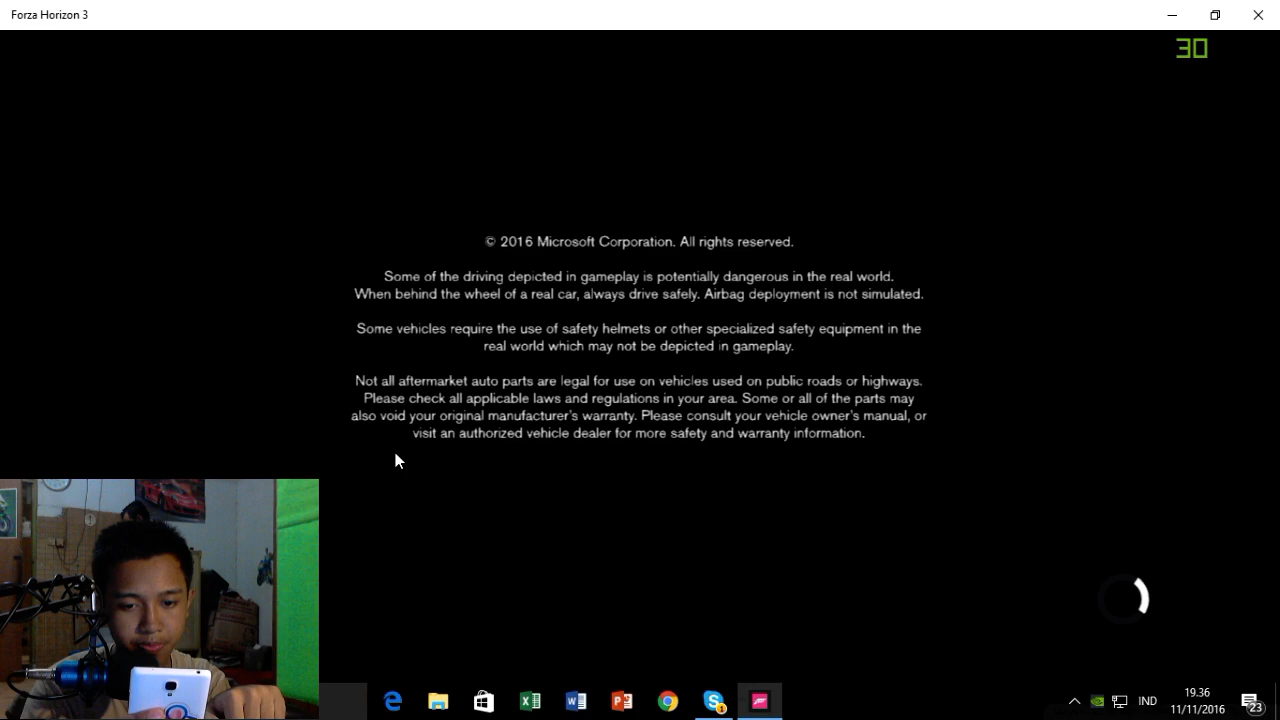 Forza Horizon 3
30
© 2016 Microsoft Corporation. All rights reserved.
Some of the driving depicted in gameplay is potentially dangerous in the real world.
When behind the wheel of a real car, always drive safely. Airbag deployment is not simulated.
Some vehicles require the use of safety helmets or other specialized safety equipment in the
real world which may not be depicted in gameplay.
Not all aftermarket auto parts are legal for use on vehicles used on public roads or highways.
Please check all applicable laws and regulations in your area. Some or all of the parts may
also void your original manufacturer's warranty. Please consult your vehicle owner's manual, or
visit an authorized vehicle dealer for more safety and warranty information.
1
IND
19.36
11/11/2016
23